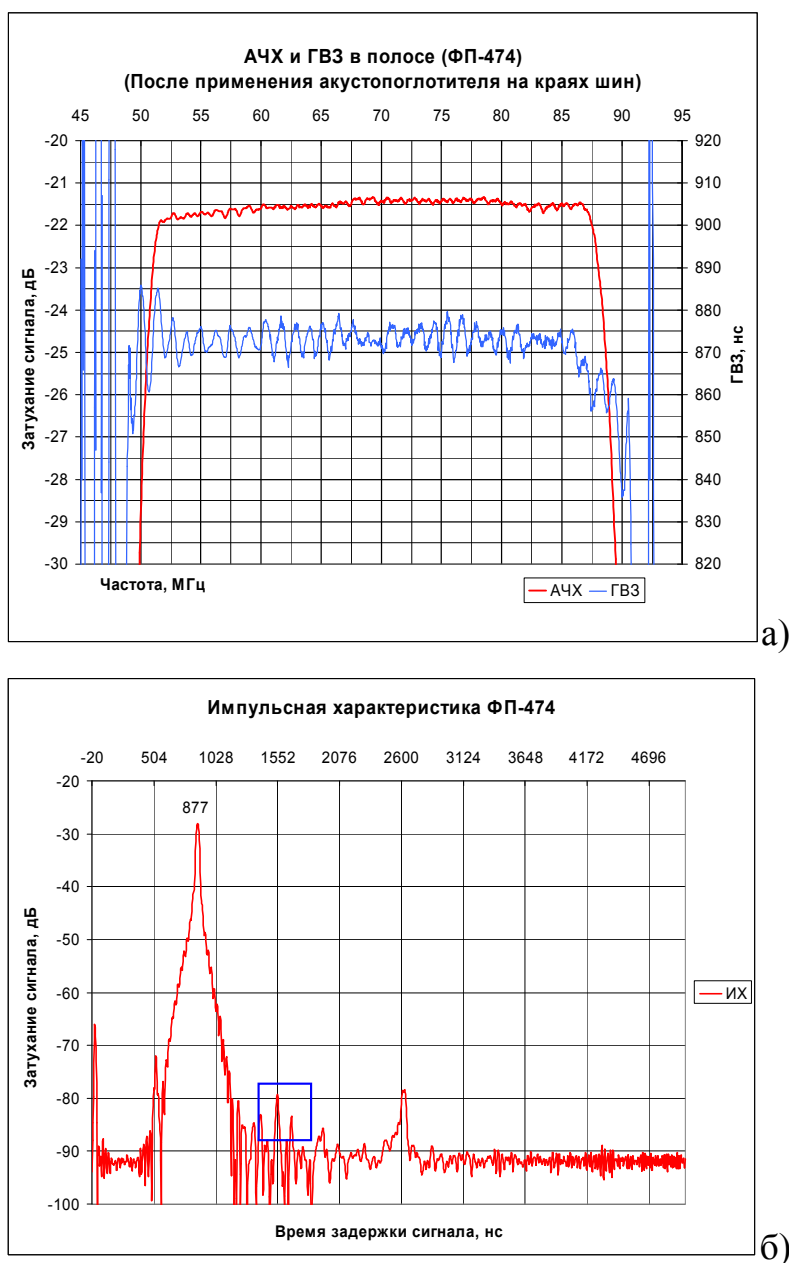 АЧХ и ГВЗ в полосе (ФП-474)
(После применения акустопоглотителя на краях шин)
45 50 55 60 65 70 75 80 85 90 95
-20 920
-21 910
-22 900
-23 890
-24 880
-25 870
-26 860
-27 850
-28 840
-29 830
-30 820
Затухание сигнала, дБ
ГВЗ, нс
Частота, МГц
АЧХ ГВЗ
а)
Импульсная характеристика ФП-474
-20 504 1028 1552 2076 2600 3124 3648 4172 4696
-20
877
-30
-40
-50
-60
-70
-80
-90
-100
Затухание сигнала, дБ
ИХ
Время задержки сигнала, нс
б)